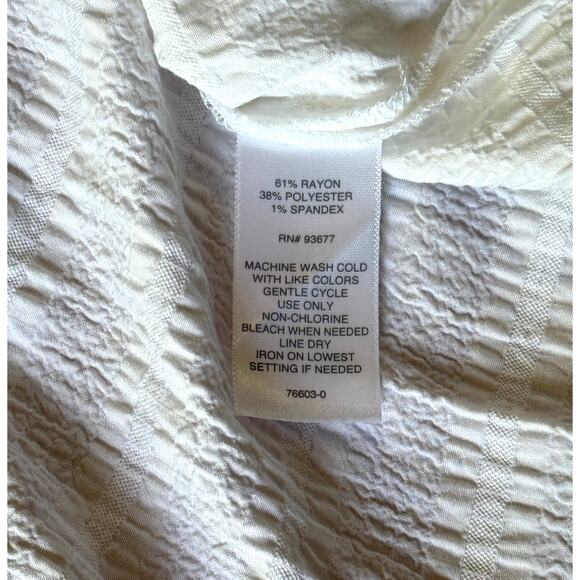 61% RAYON
38% POLYESTER
1% SPANDEX
RN# 93677
MACHINE WASH COLD
WITH LIKE COLORS
GENTLE CYCLE
USE ONLY
NON-CHLORINE
BLEACH WHEN NEEDED
LINE DRY
IRON ON LOWEST
SETTING IF NEEDED
76603-0